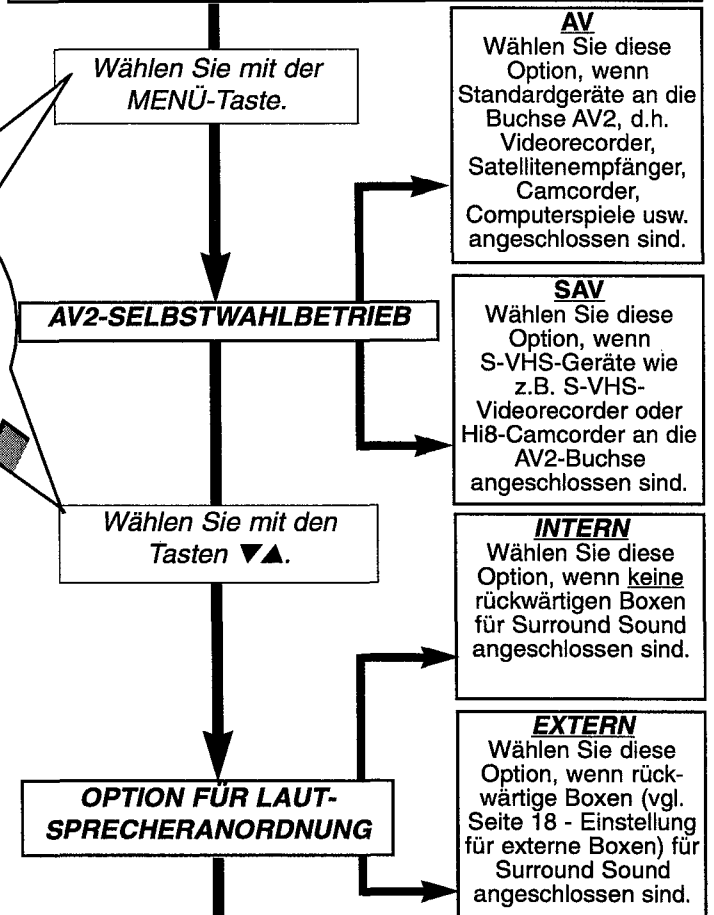 Wählen Sie mit der
MENÜ-Taste.
AV
Wählen Sie diese
Option, wenn
Standardgeräte an die
Buchse AV2, d.h.
Videorecorder,
Satellitenempfänger,
Camcorder,
Computerspiele usw.
angeschlossen sind.
AV2-SELBSTWAHLBETRIEB
SAV
Wählen Sie diese
Option, wenn
S-VHS-Geräte wie
z.B. S-VHS-
Videorecorder oder
Hi8-Camcorder an die
AV2-Buchse
angeschlossen sind.
Wählen Sie mit den
Tasten ▼▲.
INTERN
Wählen Sie diese
Option, wenn keine
rückwärtigen Boxen
für Surround Sound
angeschlossen sind.
OPTION FÜR LAUT-
SPRECHERANORDNUNG
EXTERN
Wählen Sie diese
Option, wenn rück-
wärtige Boxen (vgl.
Seite 18 - Einstellung
für externe Boxen) für
Surround Sound
angeschlossen sind.